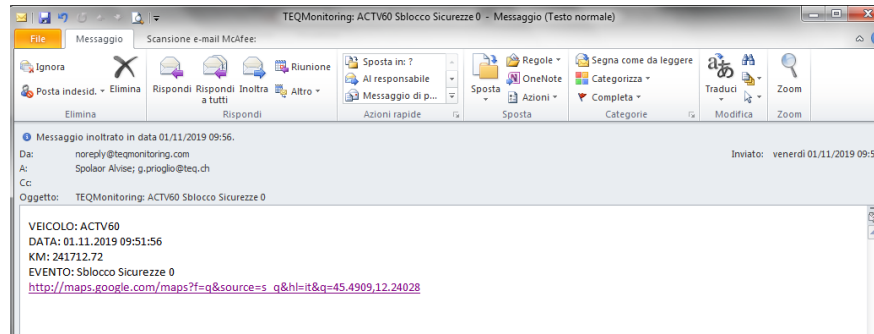 TEQMonitoring: ACTV60 Sblocco Sicurezze 0 - Messaggio (Testo normale)
File Messaggio Scansione e-mail McAfee:
Ignora
Posta indesid.
Elimina
Rispondi
Rispondi a tutti
Inoltra
Riunione
Altro
Sposta in: ?
Al responsabile
Messaggio di p...
Sposta
Regole
OneNote
Azioni
Segna come da leggere
Categorizza
Completa
Traduci
Zoom
Elimina Rispondi Azioni rapide Sposta Categorie Modifica Zoom
Messaggio inoltrato in data 01/11/2019 09:56.
Da: noreply@teqmonitoring.com Inviato: venerdì 01/11/2019 09:5
A: Spolaor Alvise; g.prioglio@teq.ch
Cc:
Oggetto: TEQMonitoring: ACTV60 Sblocco Sicurezze 0
VEICOLO: ACTV60
DATA: 01.11.2019 09:51:56
KM: 241712.72
EVENTO: Sblocco Sicurezze 0
http://maps.google.com/maps?f=q&source=s_q&hl=it&q=45.4909,12.24028